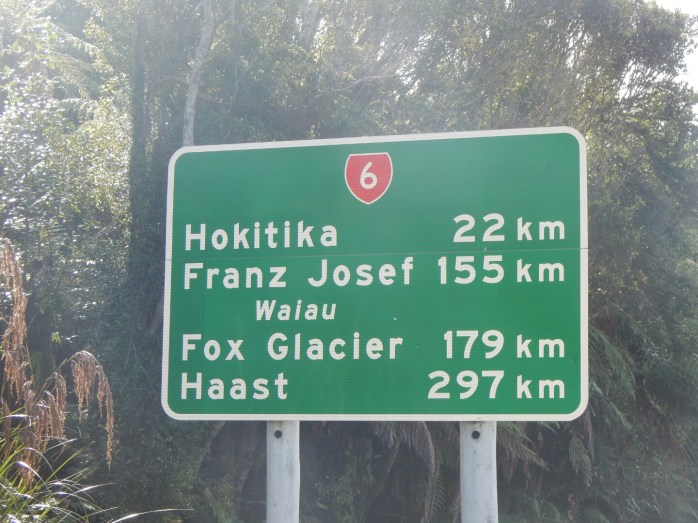 6
Hokitika 22 km
Franz Josef 155 km
Waiau
Fox Glacier 179 km
Haast 297 km